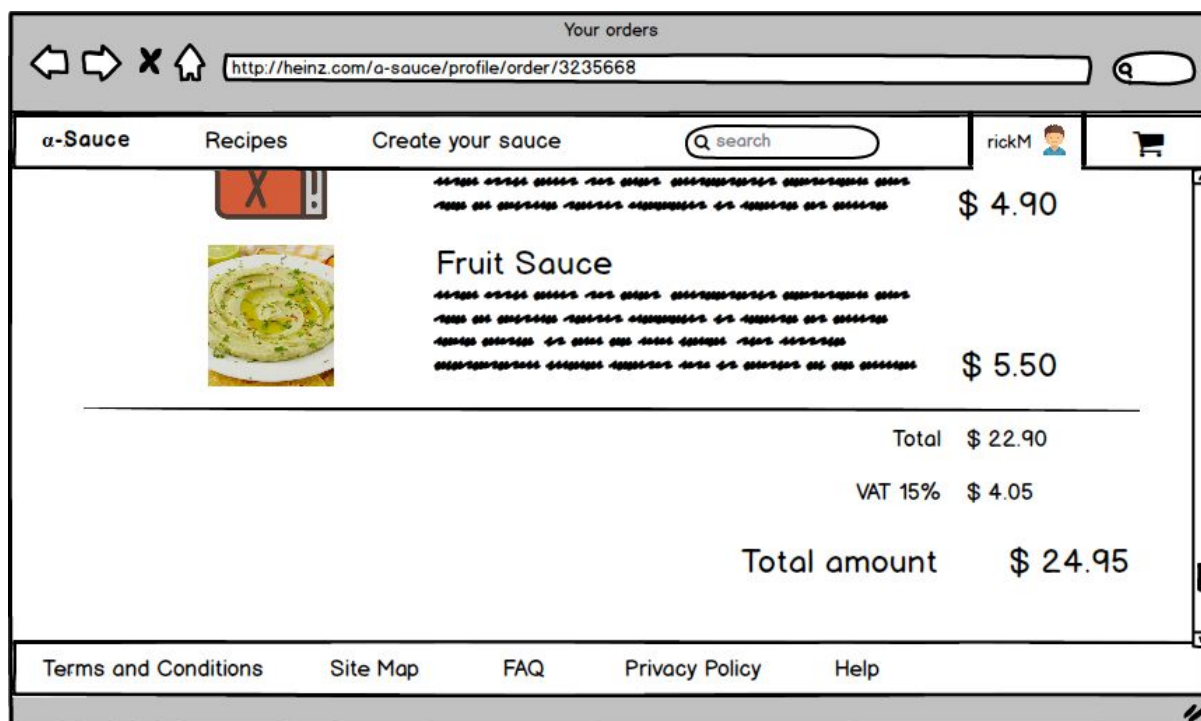 Your orders
http://heinz.com/a-sauce/profile/order/3235668
α-Sauce Recipes Create your sauce search rickM
X
$ 4.90
Fruit Sauce
$ 5.50
Total $ 22.90
VAT 15% $ 4.05
Total amount $ 24.95
Terms and Conditions Site Map FAQ Privacy Policy Help